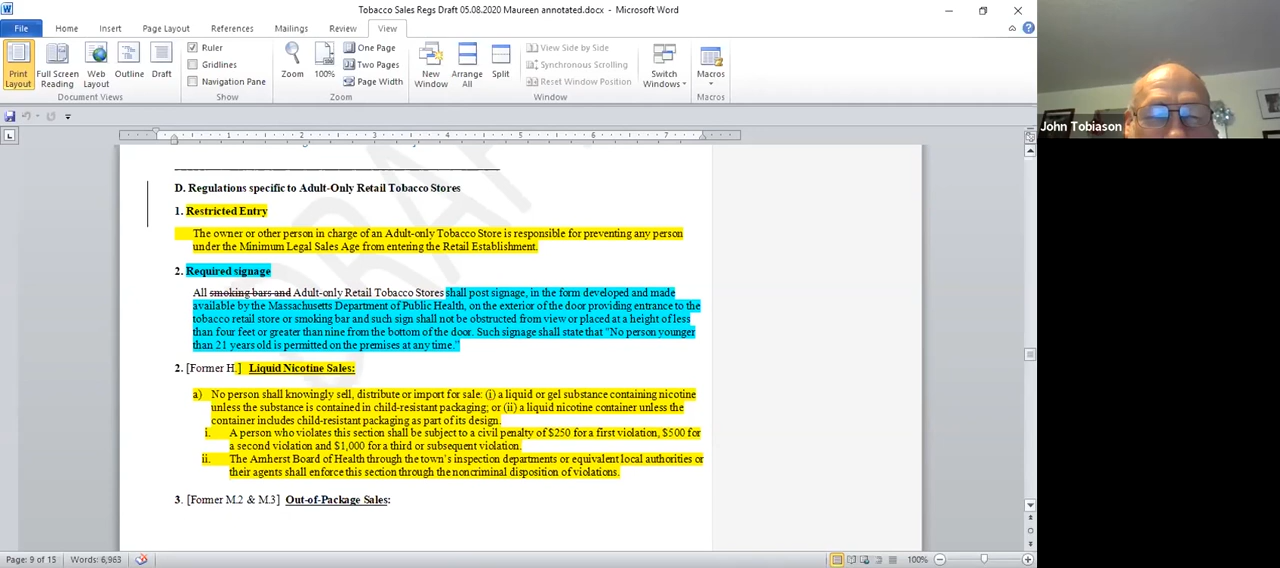 Tobacco Sales Regs Draft 05.08.2020 Maureen annotated.docx - Microsoft Word
File Home Insert Page Layout References Mailings Review View
Print Layout
Full Screen Reading
Web Layout
Outline
Draft
Document Views
Ruler
Gridlines
Navigation Pane
Show
Zoom
100%
One Page
Two Pages
Page Width
Zoom
New Window
Arrange All
Split
View Side by Side
Synchronous Scrolling
Reset Window Position
Window
Switch Windows
Macros
Macros
1 2 3 4 5 6 7
DRAFT
D. Regulations specific to Adult-Only Retail Tobacco Stores
1. Restricted Entry
The owner or other person in charge of an Adult-only Tobacco Store is responsible for preventing any person
under the Minimum Legal Sales Age from entering the Retail Establishment.
2. Required signage
All smoking bars and Adult-only Retail Tobacco Stores shall post signage, in the form developed and made
available by the Massachusetts Department of Public Health, on the exterior of the door providing entrance to the
tobacco retail store or smoking bar and such sign shall not be obstructed from view or placed at a height of less
than four feet or greater than nine from the bottom of the door. Such signage shall state that "No person younger
than 21 years old is permitted on the premises at any time."
2. [Former H.] Liquid Nicotine Sales:
a) No person shall knowingly sell, distribute or import for sale: (i) a liquid or gel substance containing nicotine
unless the substance is contained in child-resistant packaging; or (ii) a liquid nicotine container unless the
container includes child-resistant packaging as part of its design.
i. A person who violates this section shall be subject to a civil penalty of $250 for a first violation, $500 for
a second violation and $1,000 for a third or subsequent violation.
ii. The Amherst Board of Health through the town's inspection departments or equivalent local authorities or
their agents shall enforce this section through the noncriminal disposition of violations.
3. [Former M.2 & M.3] Out-of-Package Sales:
Page: 9 of 15 Words: 6,963
100%
John Tobiason